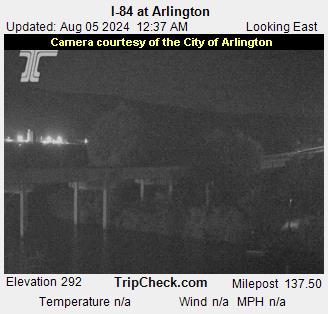 I-84 at Arlington
Updated: Aug 05 2024 12:37 AM Looking East
Camera courtesy of the City of Arlington
Elevation 292 TripCheck.com Milepost 137.50
Temperature n/a Wind n/a MPH n/a